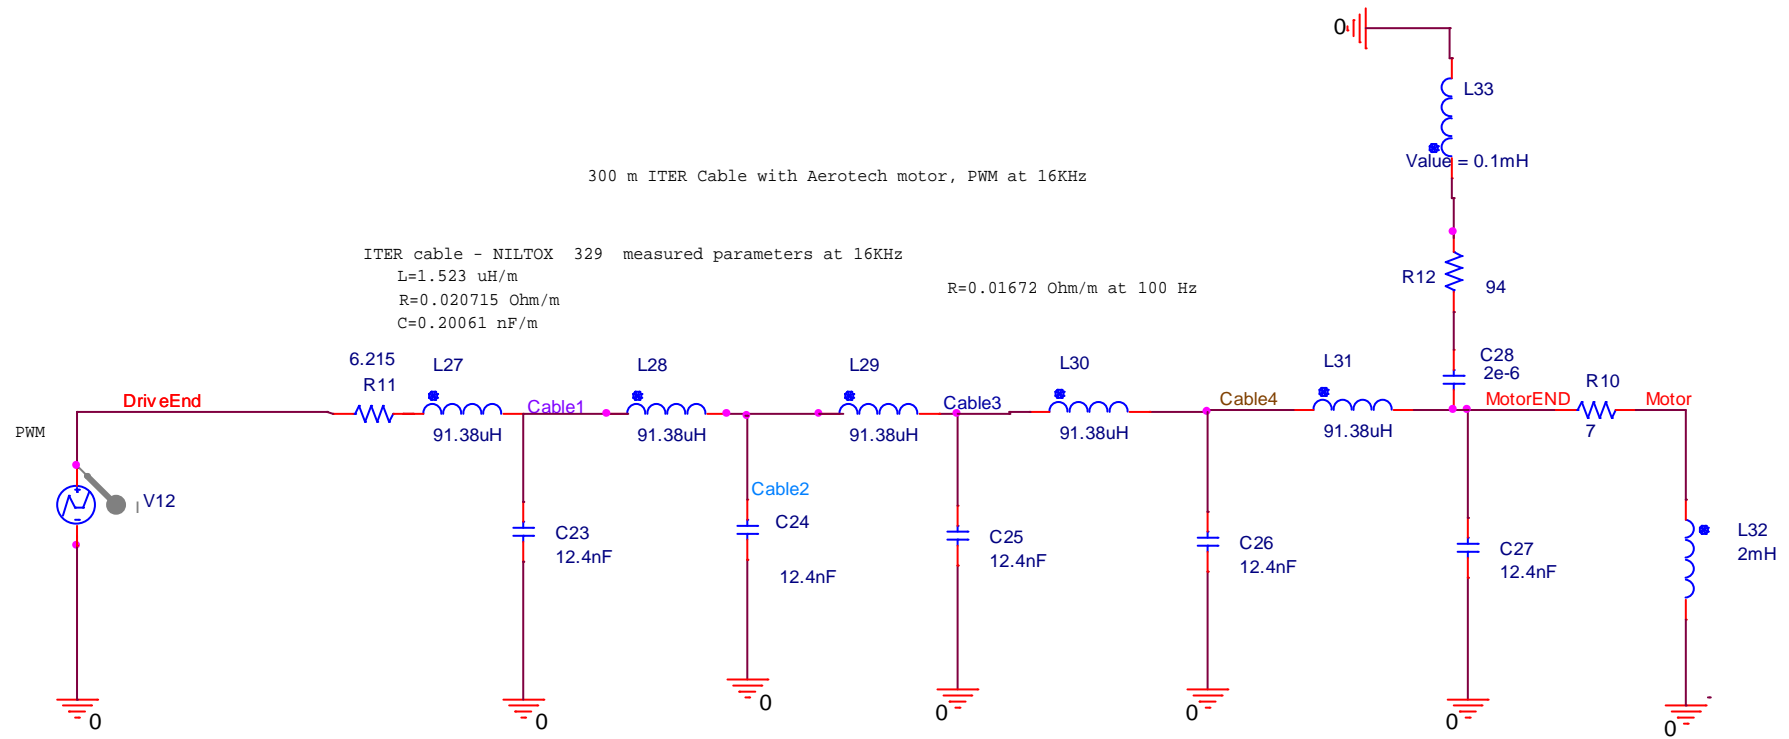 0
L33
Value = 0.1mH
300 m ITER Cable with Aerotech motor, PWM at 16KHz
ITER cable - NILTOX 329 measured parameters at 16KHz
L=1.523 uH/m
R=0.020715 Ohm/m
C=0.20061 nF/m
R=0.01672 Ohm/m at 100 Hz
R12
94
6.215
R11
L27
91.38uH
L28
91.38uH
L29
91.38uH
L30
91.38uH
L31
91.38uH
C28
2e-6
R10
7
DriveEnd
Cable1
Cable3
Cable4
MotorEND
Motor
PWM
V12
Cable2
C23
12.4nF
C24
12.4nF
C25
12.4nF
C26
12.4nF
C27
12.4nF
L32
2mH
0
0
0
0
0
0
0